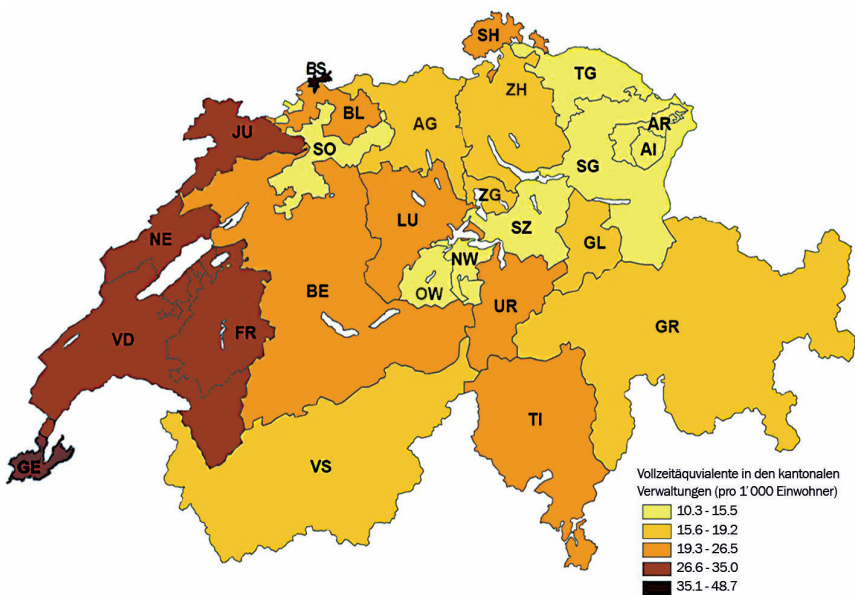 SH
BS
TG
ZH
BL
JU
AG
AR
SO
AI
SG
ZG
LU
SZ
NE
GL
NW
BE
OW
UR
FR
VD
GR
TI
GE
VS
Vollzeitäquvialente in den kantonalen
Verwaltungen (pro 1'000 Einwohner)
10.3 - 15.5
15.6 - 19.2
19.3 - 26.5
26.6 - 35.0
35.1 - 48.7